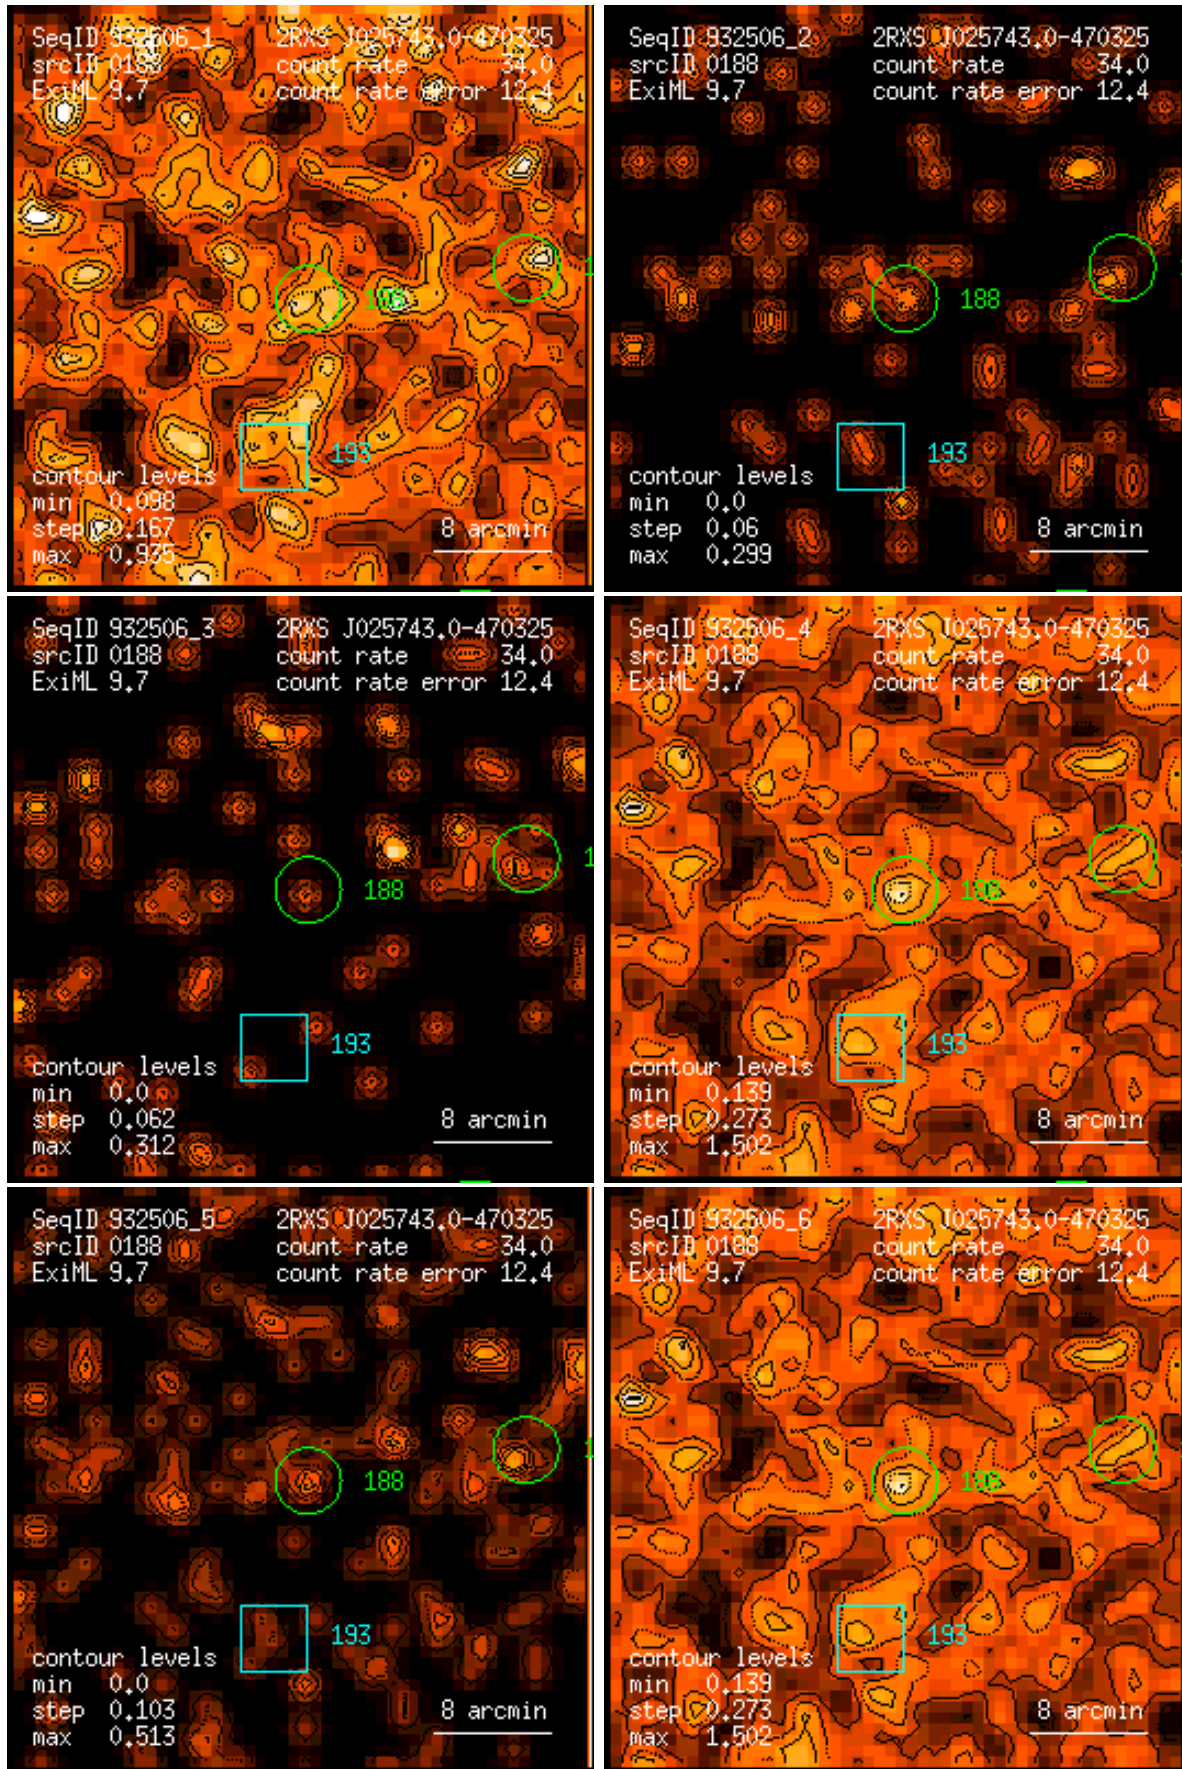 SeqID 932506_1 2RXS J025743.0-470325
srcID 0188 count rate 34.0
ExiML 9.7 count rate error 12.4
188
193
contour levels
min 0.098
step 0.167
max 0.935
8 arcmin
SeqID 932506_2 2RXS J025743.0-470325
srcID 0188 count rate 34.0
ExiML 9.7 count rate error 12.4
188
193
contour levels
min 0.0
step 0.06
max 0.299
8 arcmin
SeqID 932506_3 2RXS J025743.0-470325
srcID 0188 count rate 34.0
ExiML 9.7 count rate error 12.4
188
193
contour levels
min 0.0
step 0.062
max 0.312
8 arcmin
SeqID 932506_4 2RXS J025743.0-470325
srcID 0188 count rate 34.0
ExiML 9.7 count rate error 12.4
188
193
contour levels
min 0.139
step 0.273
max 1.502
8 arcmin
SeqID 932506_5 2RXS J025743.0-470325
srcID 0188 count rate 34.0
ExiML 9.7 count rate error 12.4
188
193
contour levels
min 0.0
step 0.103
max 0.513
8 arcmin
SeqID 932506_6 2RXS J025743.0-470325
srcID 0188 count rate 34.0
ExiML 9.7 count rate error 12.4
188
193
contour levels
min 0.139
step 0.273
max 1.502
8 arcmin